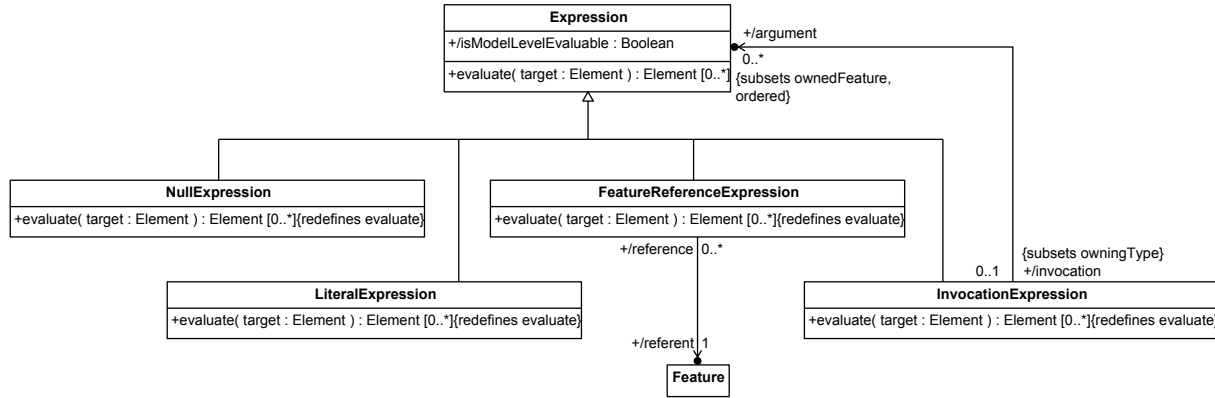 Expression
+/isModelLevelEvaluable : Boolean
+evaluate( target : Element ) : Element [0..*]
+/argument
0..*
{subsets ownedFeature,
ordered}
NullExpression
+evaluate( target : Element ) : Element [0..*]{redefines evaluate}
FeatureReferenceExpression
+evaluate( target : Element ) : Element [0..*]{redefines evaluate}
+/reference 0..*
{subsets owningType}
0..1 +/invocation
LiteralExpression
+evaluate( target : Element ) : Element [0..*]{redefines evaluate}
InvocationExpression
+evaluate( target : Element ) : Element [0..*]{redefines evaluate}
+/referent 1
Feature